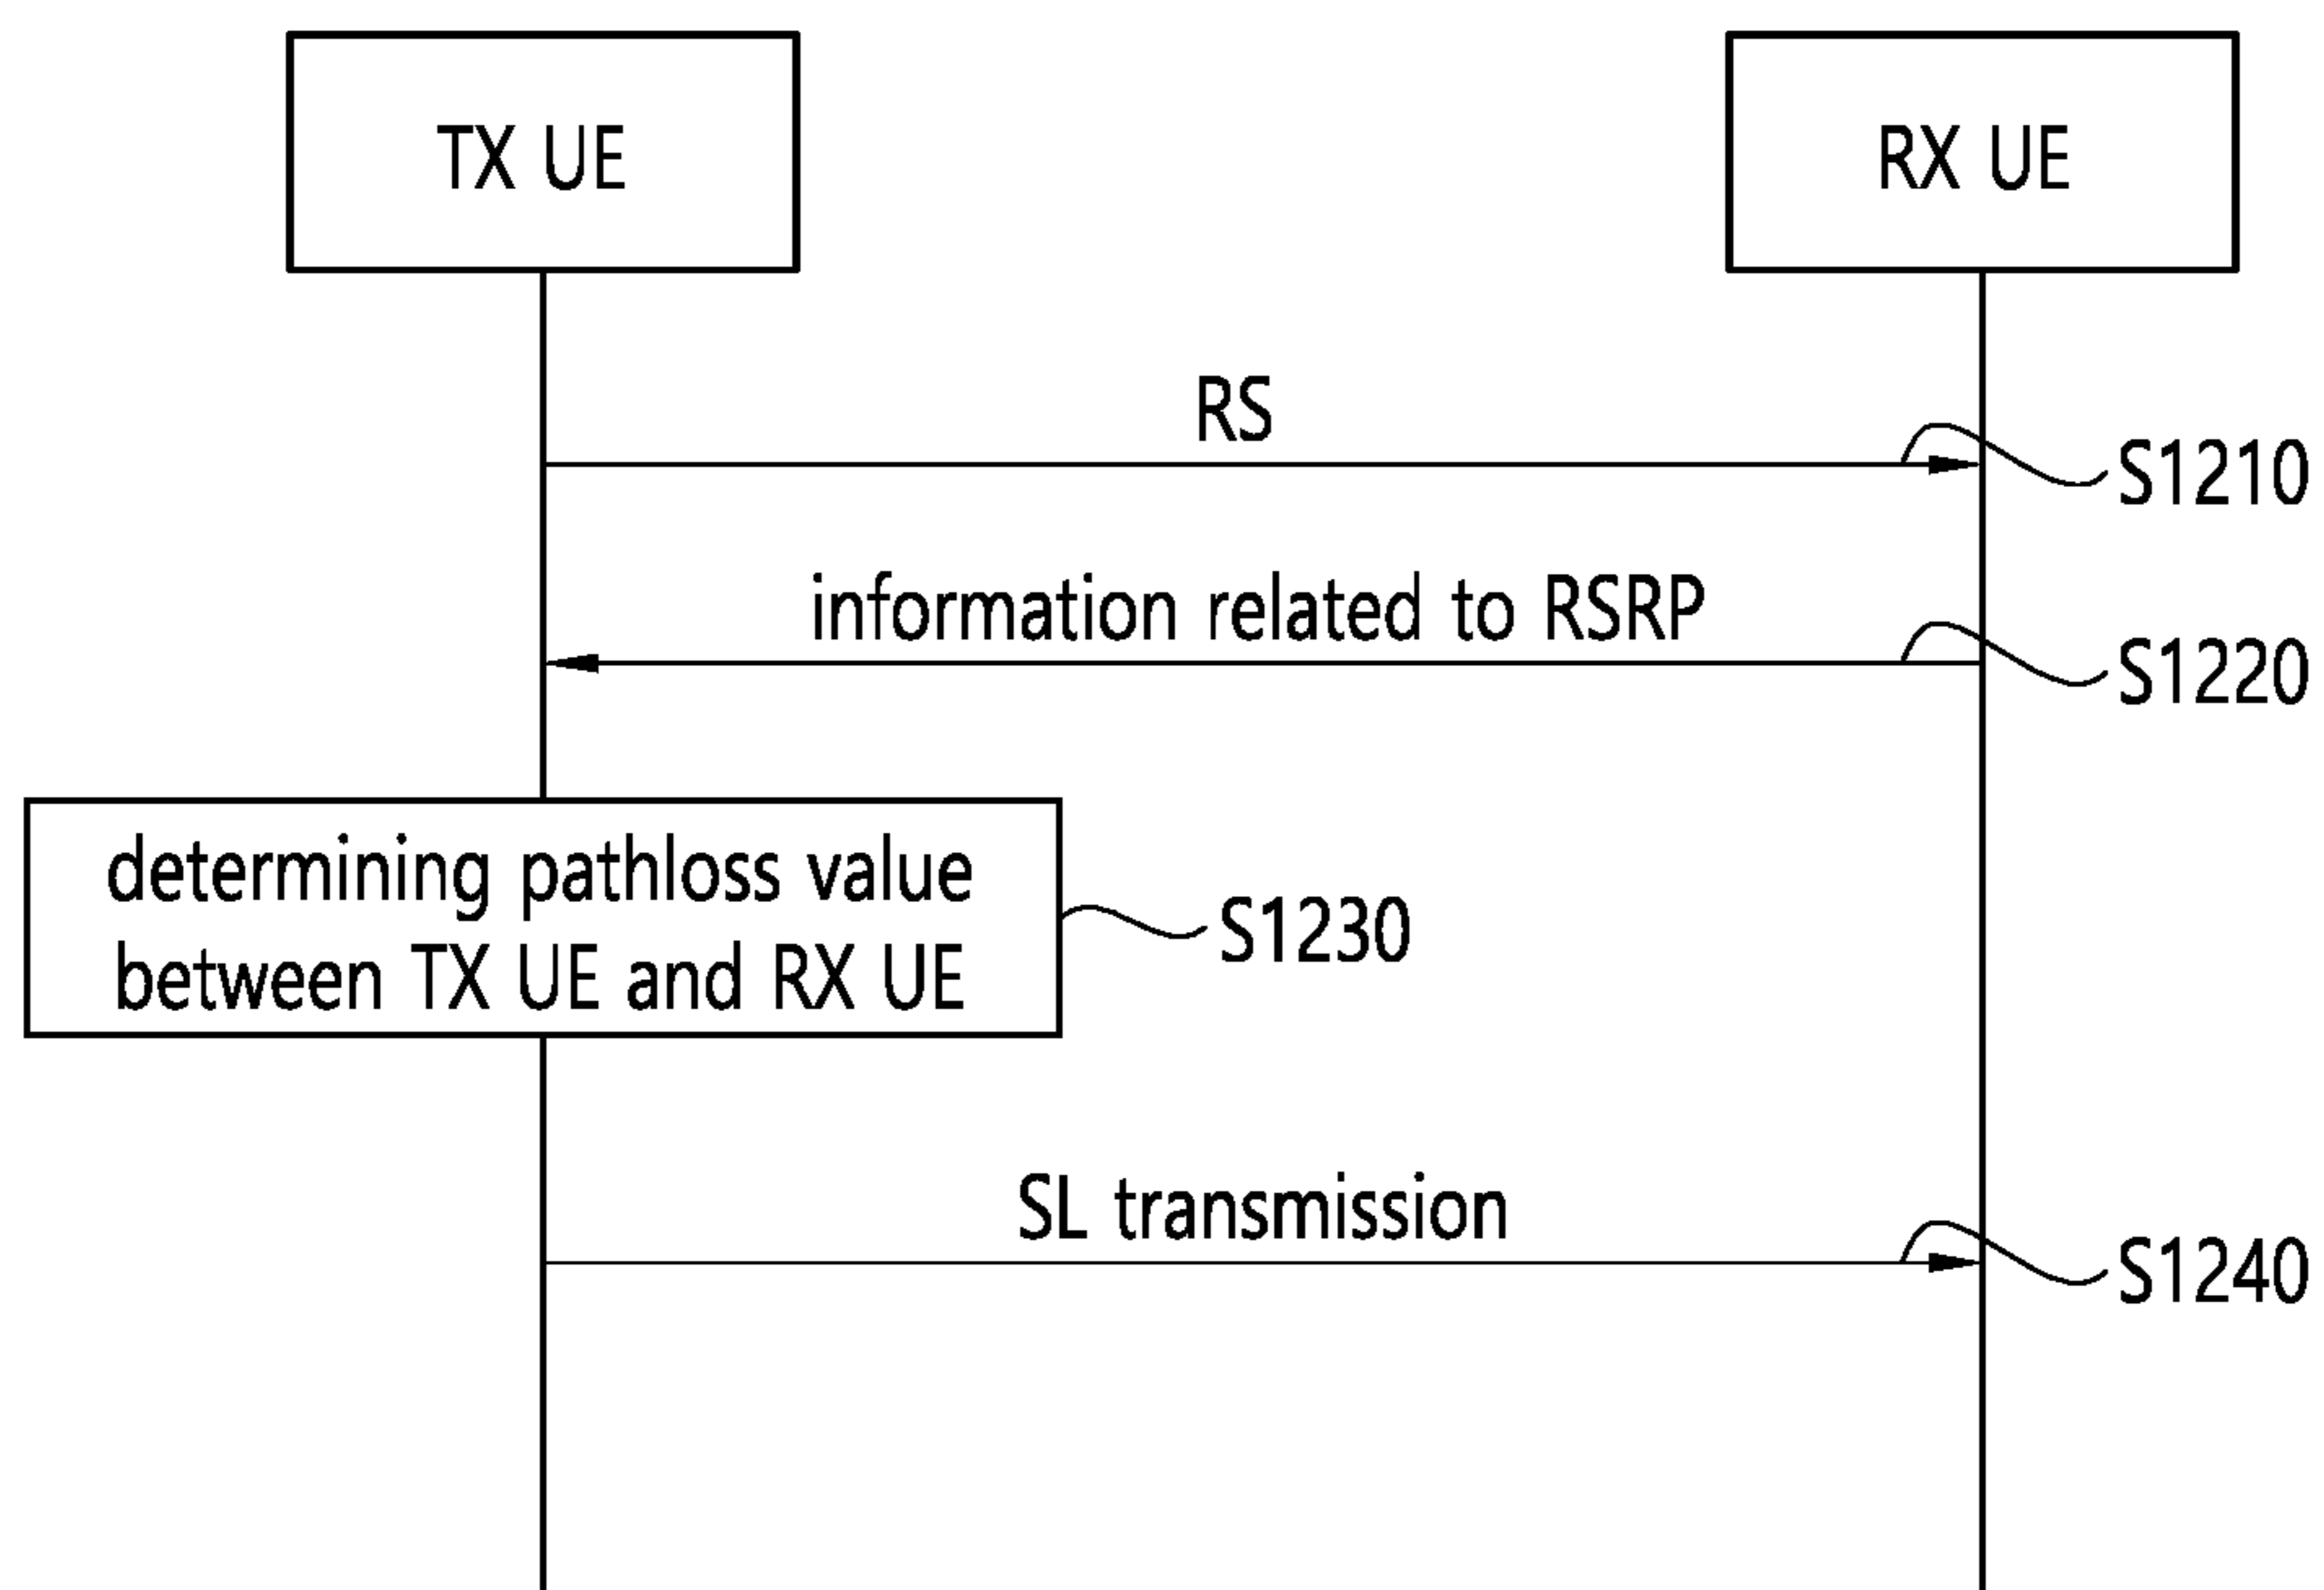 TX UE
RX UE
RS
S1210
information related to RSRP
S1220
determining pathloss value
between TX UE and RX UE
S1230
SL transmission
S1240